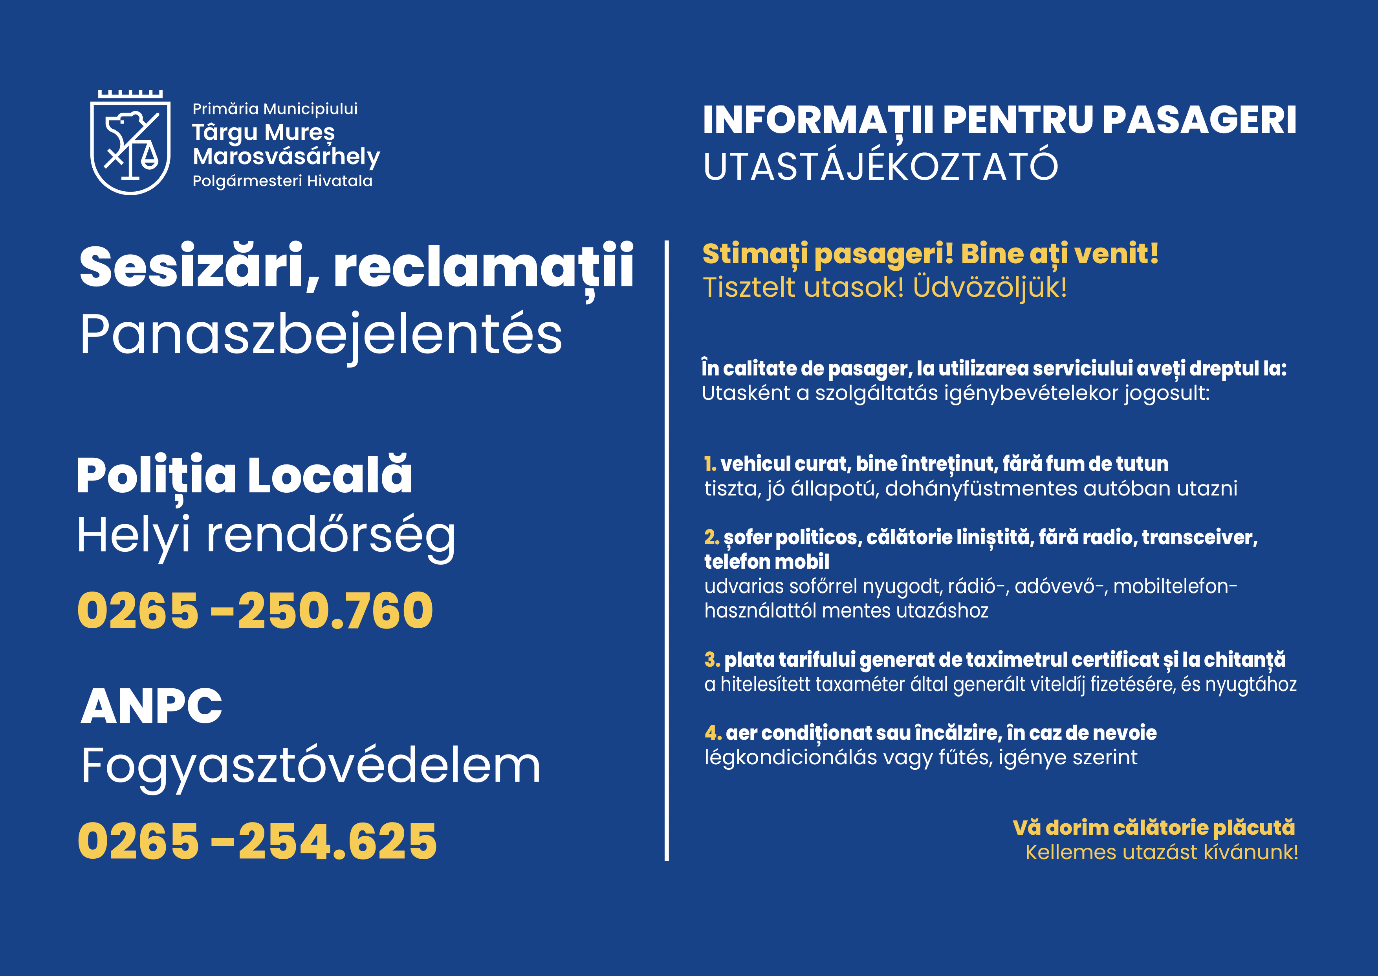 Primăria Municipiului
Târgu Mureș
Marosvásárhely
Polgármesteri Hivatala
Sesizări, reclamații
Panaszbejelentés
Poliția Locală
Helyi rendőrség
0265 -250.760
ANPC
Fogyasztóvédelem
0265 -254.625
INFORMAȚII PENTRU PASAGERI
UTASTÁJÉKOZTATÓ
Stimați pasageri! Bine ați venit!
Tisztelt utasok! Üdvözöljük!
În calitate de pasager, la utilizarea serviciului aveți dreptul la:
Utasként a szolgáltatás igénybevételekor jogosult:
1. vehicul curat, bine întreținut, fără fum de tutun
tiszta, jó állapotú, dohányfüstmentes autóban utazni
2. șofer politicos, călătorie liniștită, fără radio, transceiver,
telefon mobil
udvarias sofőrrel nyugodt, rádió-, adóvevő-, mobiltelefon-
használattól mentes utazáshoz
3. plata tarifului generat de taximetrul certificat și la chitanță
a hitelesített taxaméter által generált viteldíj fizetésére, és nyugtához
4. aer condiționat sau încălzire, în caz de nevoie
légkondicionálás vagy fűtés, igénye szerint
Vă dorim călătorie plăcută
Kellemes utazást kívánunk!